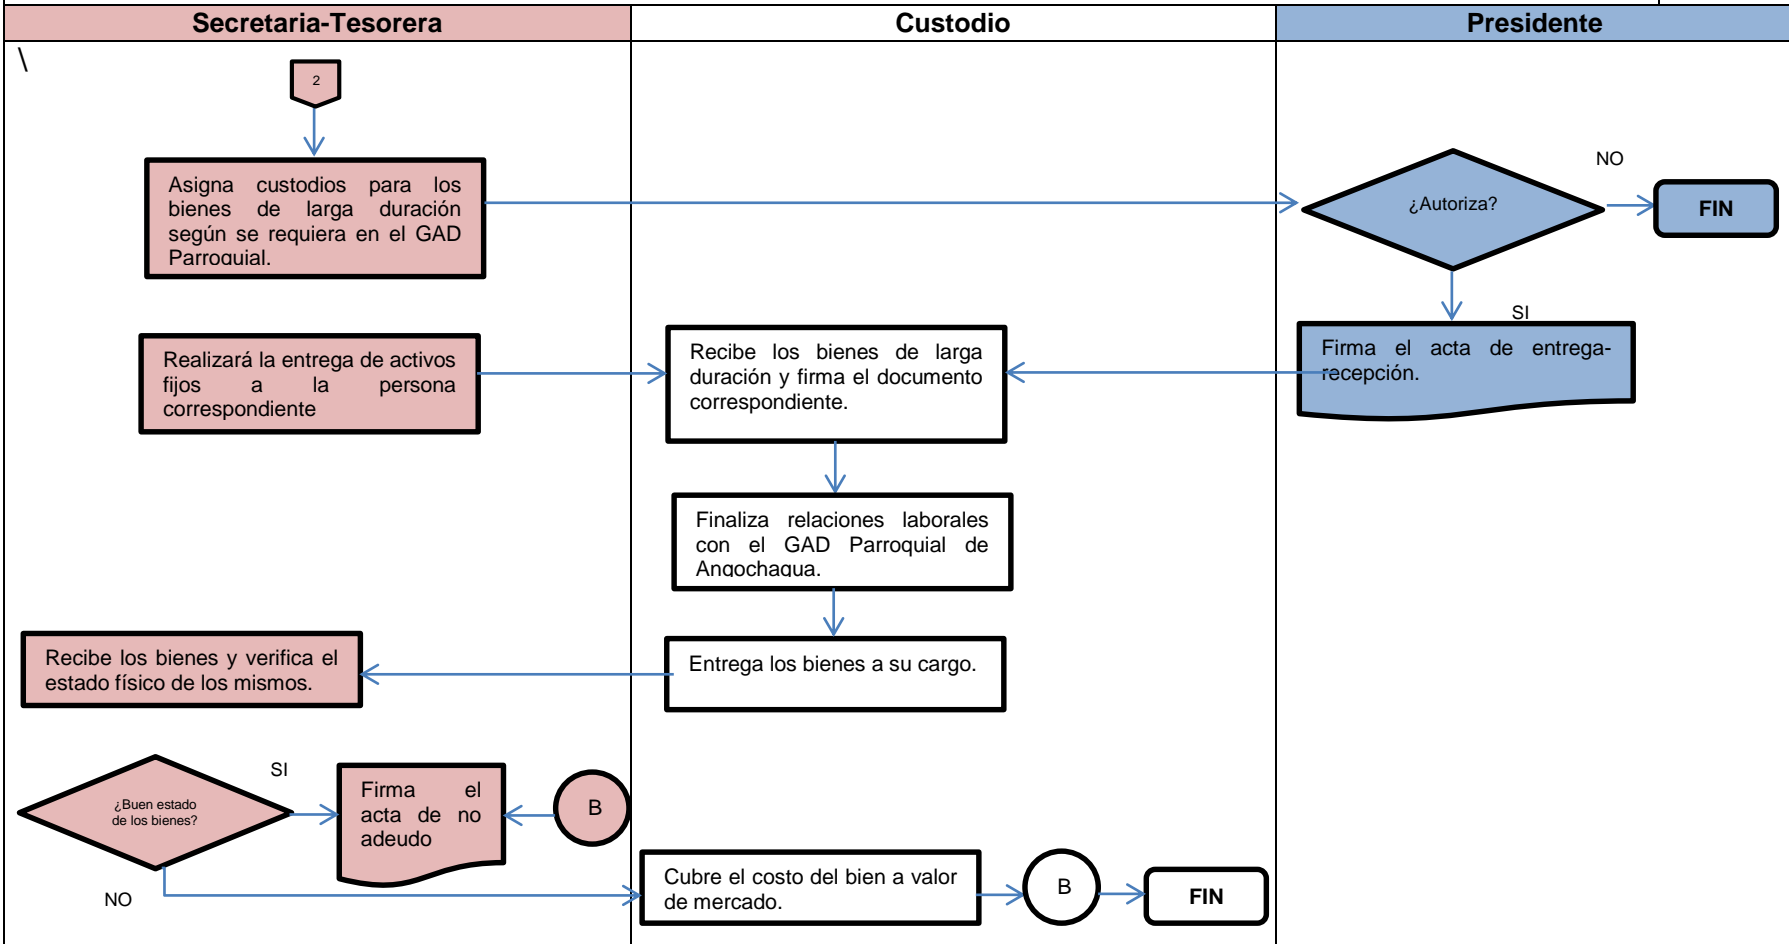 Secretaria-Tesorera
Custodio
Presidente
\
2
Asigna custodios para los
bienes de larga duración
según se requiera en el GAD
Parroquial.
¿Autoriza?
NO
FIN
SI
Realizará la entrega de activos
fijos a la persona
correspondiente
Recibe los bienes de larga
duración y firma el documento
correspondiente.
Firma el acta de entrega-
recepción.
Finaliza relaciones laborales
con el GAD Parroquial de
Angochagua.
Recibe los bienes y verifica el
estado físico de los mismos.
Entrega los bienes a su cargo.
¿Buen estado
de los bienes?
SI
Firma el
acta de no
adeudo
B
NO
Cubre el costo del bien a valor
de mercado.
B
FIN